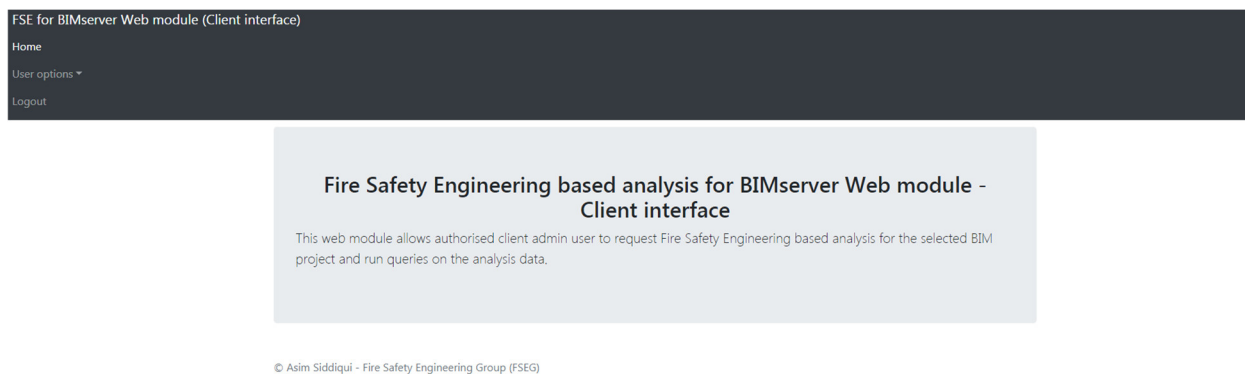 FSE for BIMserver Web module (Client interface)
Home
User options
Logout
Fire Safety Engineering based analysis for BIMserver Web module -
Client interface
This web module allows authorised client admin user to request Fire Safety Engineering based analysis for the selected BIM
project and run queries on the analysis data.
© Asim Siddiqui - Fire Safety Engineering Group (FSEG)